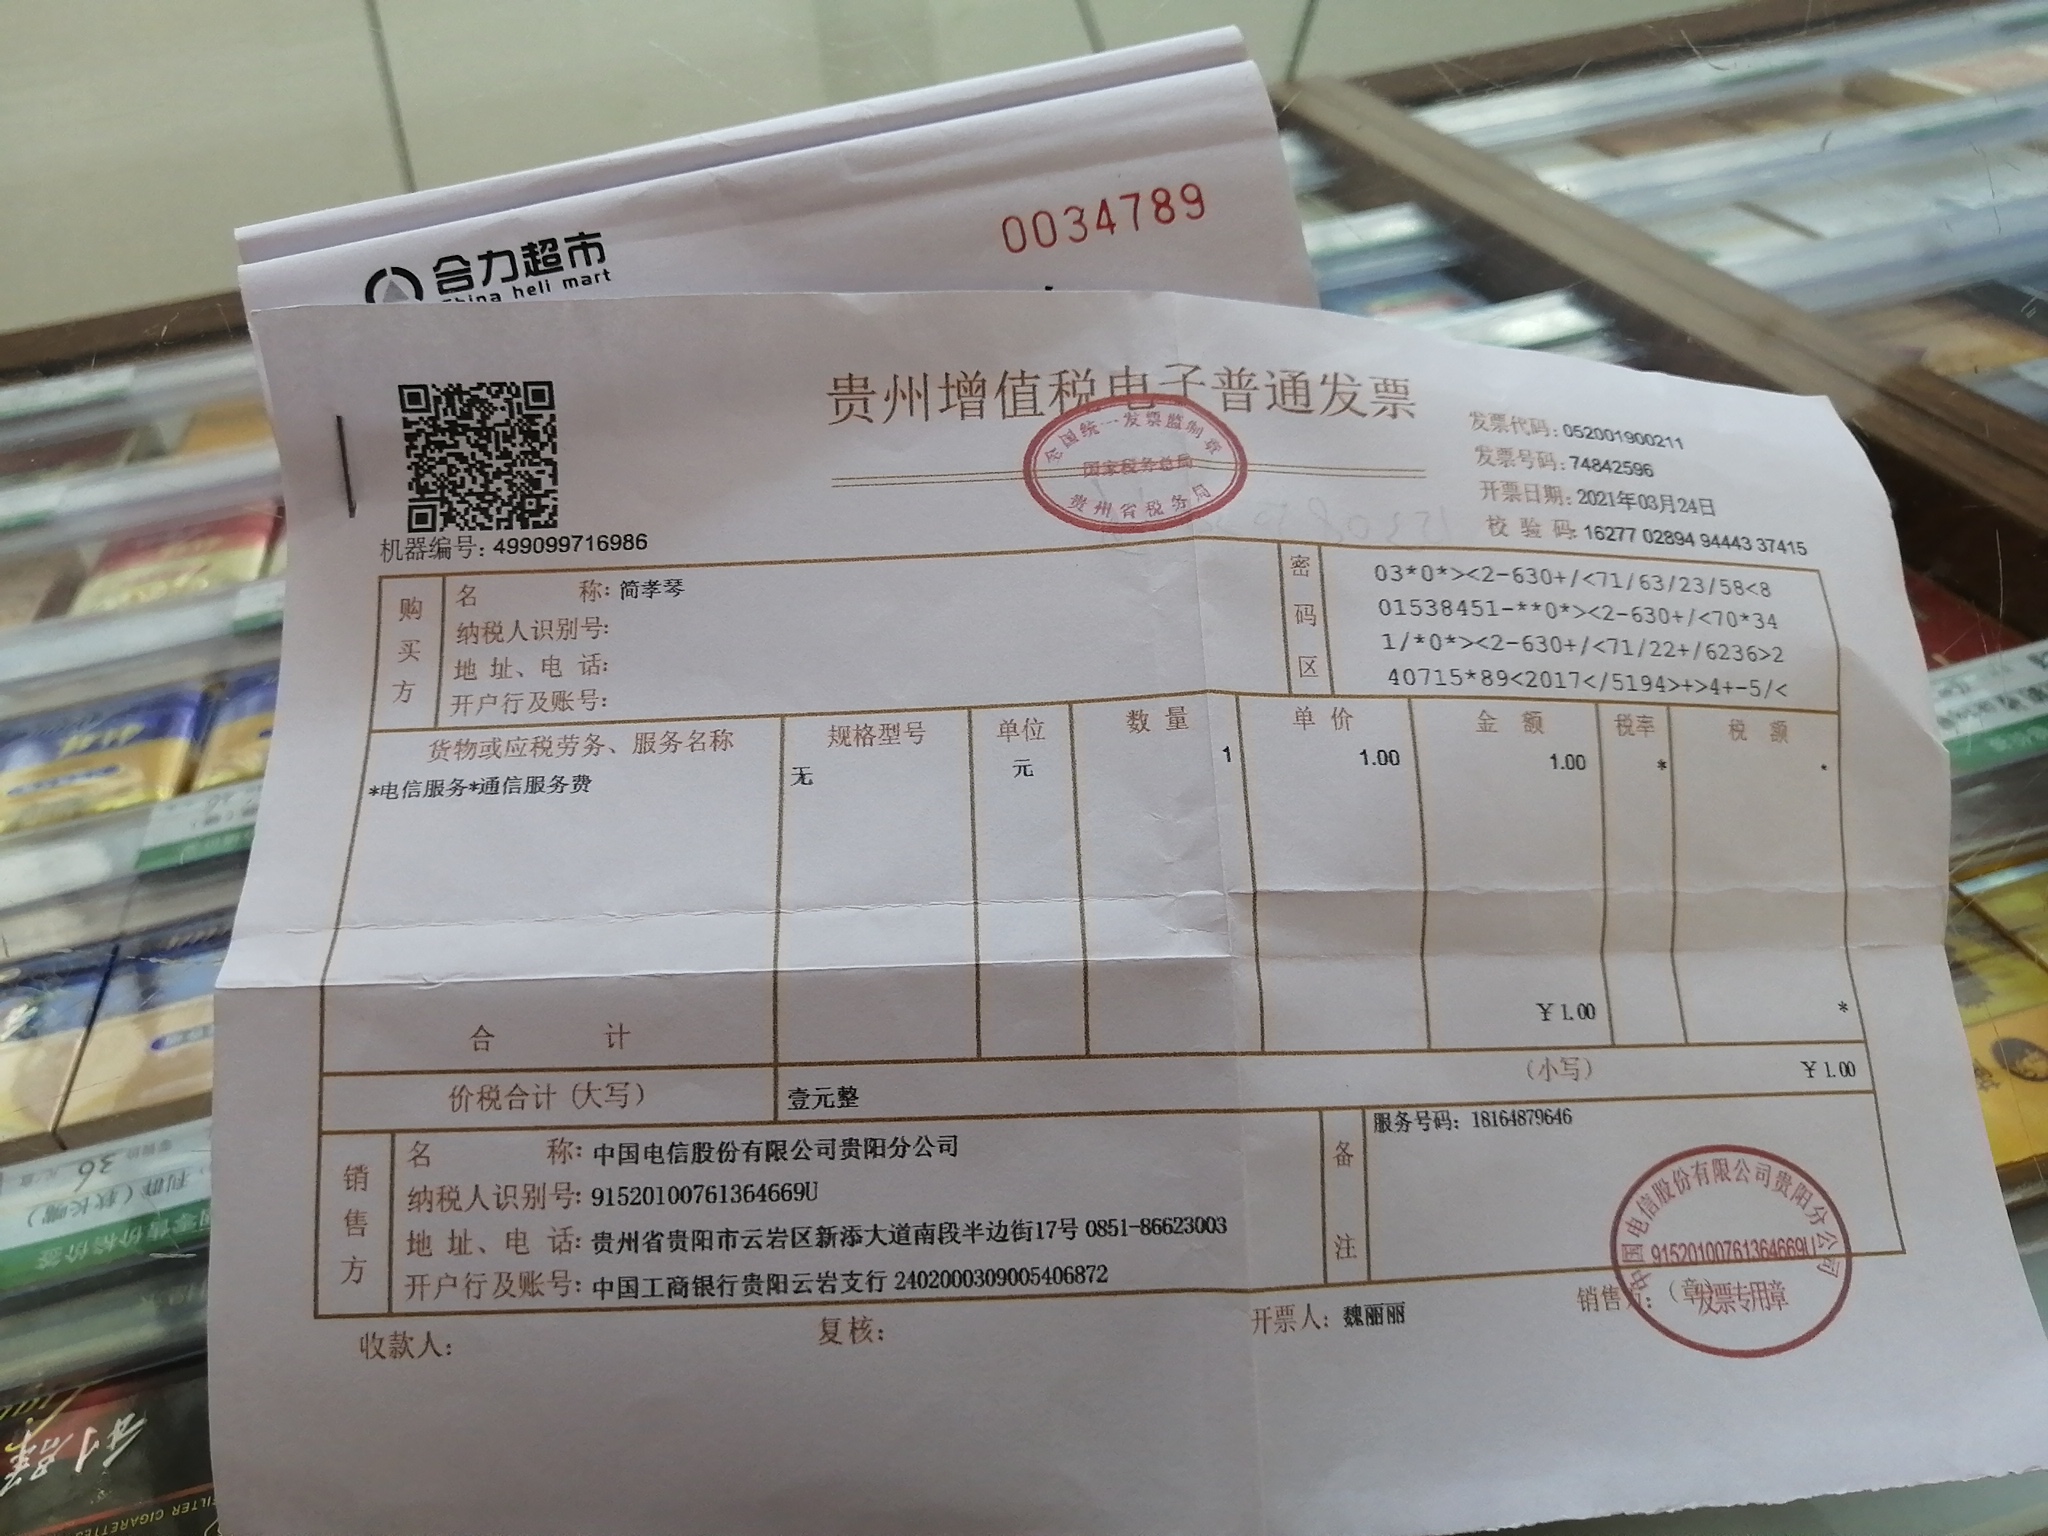 合力超市
China heli mart
0034789
贵州增值税电子普通发票
全国统一发票监制章
国家税务总局
贵州省税务局
发票代码: 052001900211
发票号码: 74842596
开票日期: 2021年03月24日
校验码: 16277 02894 94443 37415
机器编号: 499099716986
购买方
名称: 简孝琴
纳税人识别号:
地址、电话:
开户行及账号:
密码区
03*0*><2-630+/<71/63/23/58<8
01538451-**0*><2-630+/<70*34
1/*0*><2-630+/<71/22+/6236>2
40715*89<2017</5194>+>4+-5/<
货物或应税劳务、服务名称 规格型号 单位 数量 单价 金额 税率 税额
*电信服务*通信服务费 无 元 1 1.00 1.00 * *
合计 ￥1.00 *
价税合计(大写) 壹元整 (小写) ￥1.00
销售方
名称: 中国电信股份有限公司贵阳分公司
纳税人识别号: 91520100761364669U
地址、电话: 贵州省贵阳市云岩区新添大道南段半边街17号 0851-86623003
开户行及账号: 中国工商银行贵阳云岩支行 2402000309005406872
备注
服务号码: 18164879646
中国电信股份有限公司贵阳分公司
91520100761364669U
发票专用章
收款人:
复核:
开票人: 魏丽丽
销售方: (章)
利群
FILTER CIGARETTES
利群(软长嘴)
36